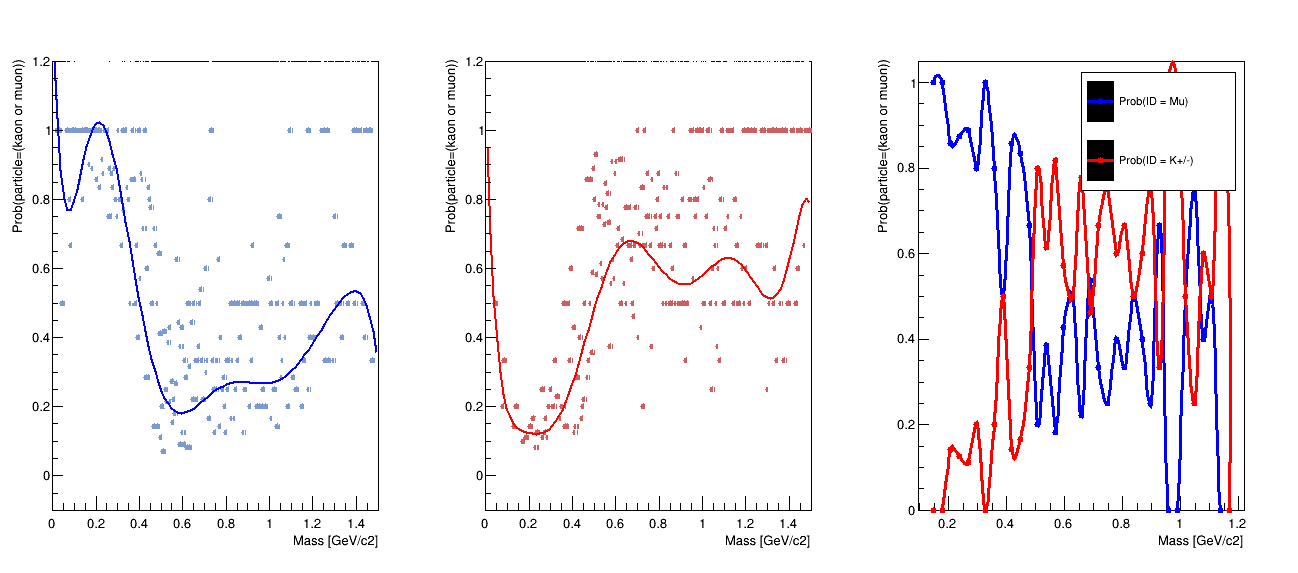 Prob(particle=(kaon or muon))
1.2
1
0.8
0.6
0.4
0.2
0
0 0.2 0.4 0.6 0.8 1 1.2 1.4
Mass [GeV/c2]
Prob(particle=(kaon or muon))
1.2
1
0.8
0.6
0.4
0.2
0
0 0.2 0.4 0.6 0.8 1 1.2 1.4
Mass [GeV/c2]
Prob(particle=(kaon or muon))
1
0.8
0.6
0.4
0.2
0
0.2 0.4 0.6 0.8 1 1.2
Mass [GeV/c2]
Prob(ID = Mu)
Prob(ID = K+/-)